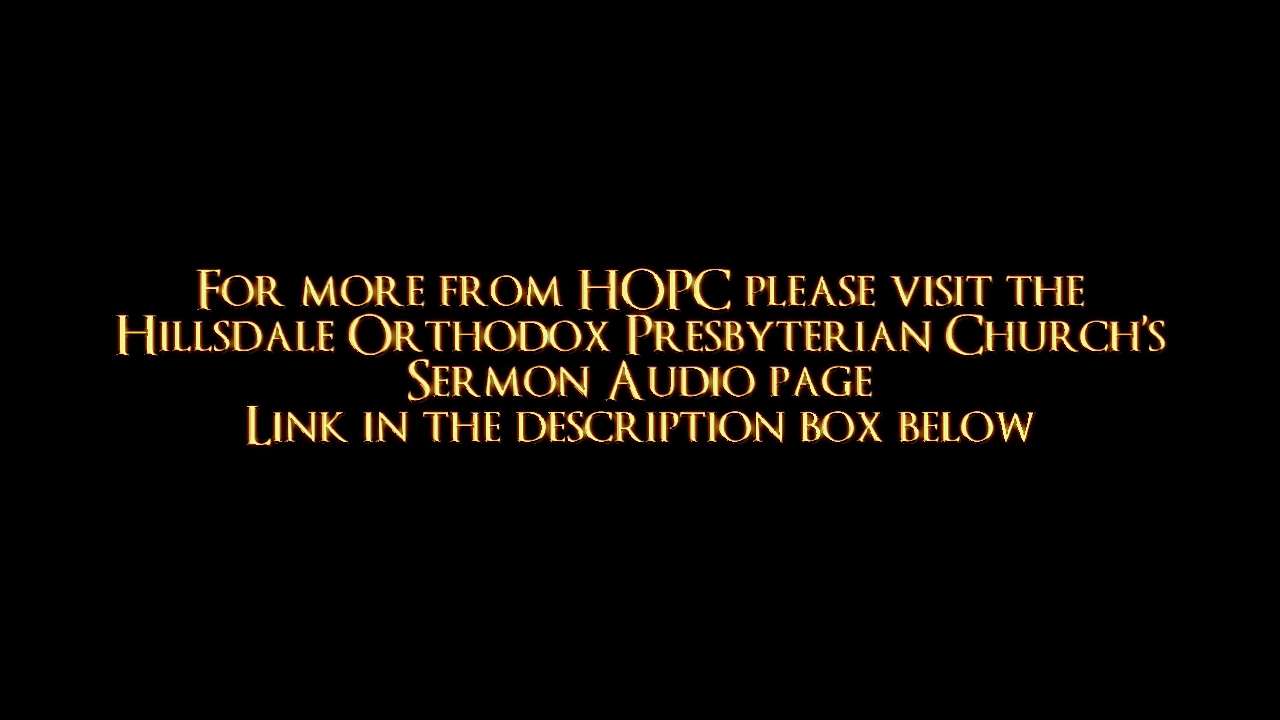 For more from HOPC please visit the
Hillsdale Orthodox Presbyterian Church's
Sermon Audio page
Link in the description box below